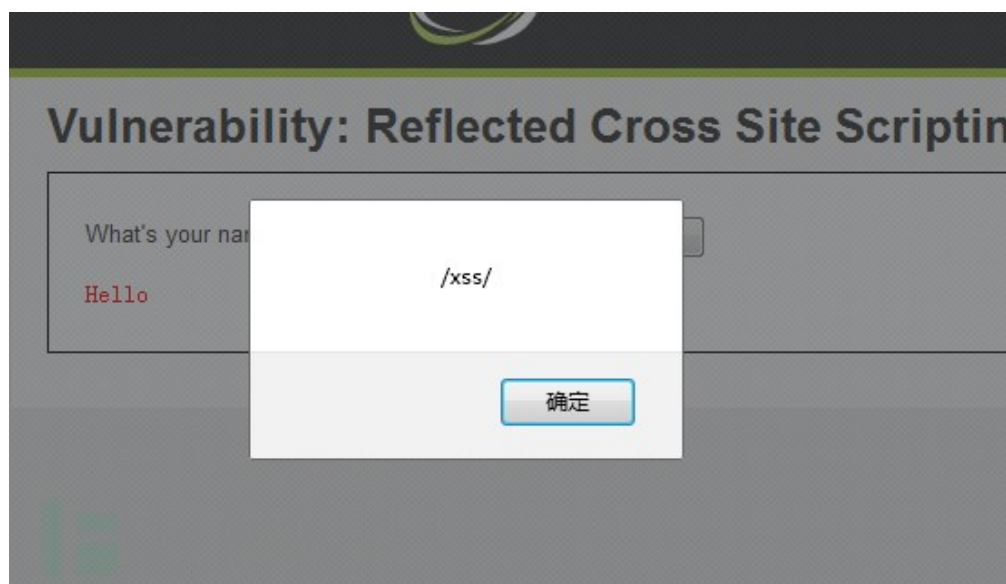 Vulnerability: Reflected Cross Site Scriptin
What's your nar
/xss/
Hello
确定